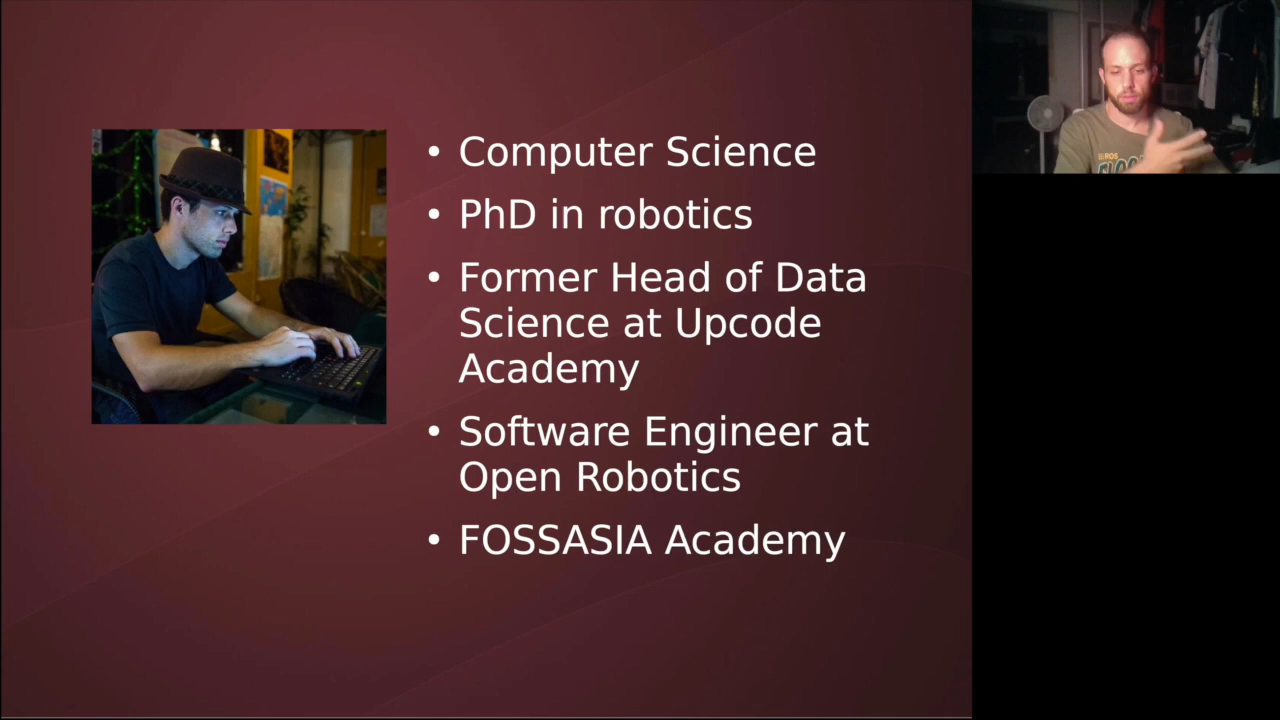 • Computer Science
• PhD in robotics
• Former Head of Data
Science at Upcode
Academy
• Software Engineer at
Open Robotics
• FOSSASIA Academy
ROS